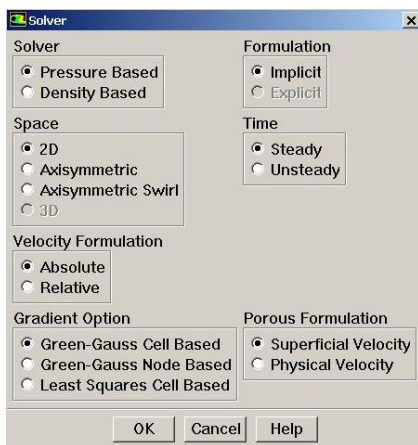 Solver
Solver
Pressure Based
Density Based
Formulation
Implicit
Explicit
Space
2D
Axisymmetric
Axisymmetric Swirl
3D
Time
Steady
Unsteady
Velocity Formulation
Absolute
Relative
Gradient Option
Green-Gauss Cell Based
Green-Gauss Node Based
Least Squares Cell Based
Porous Formulation
Superficial Velocity
Physical Velocity
OK Cancel Help